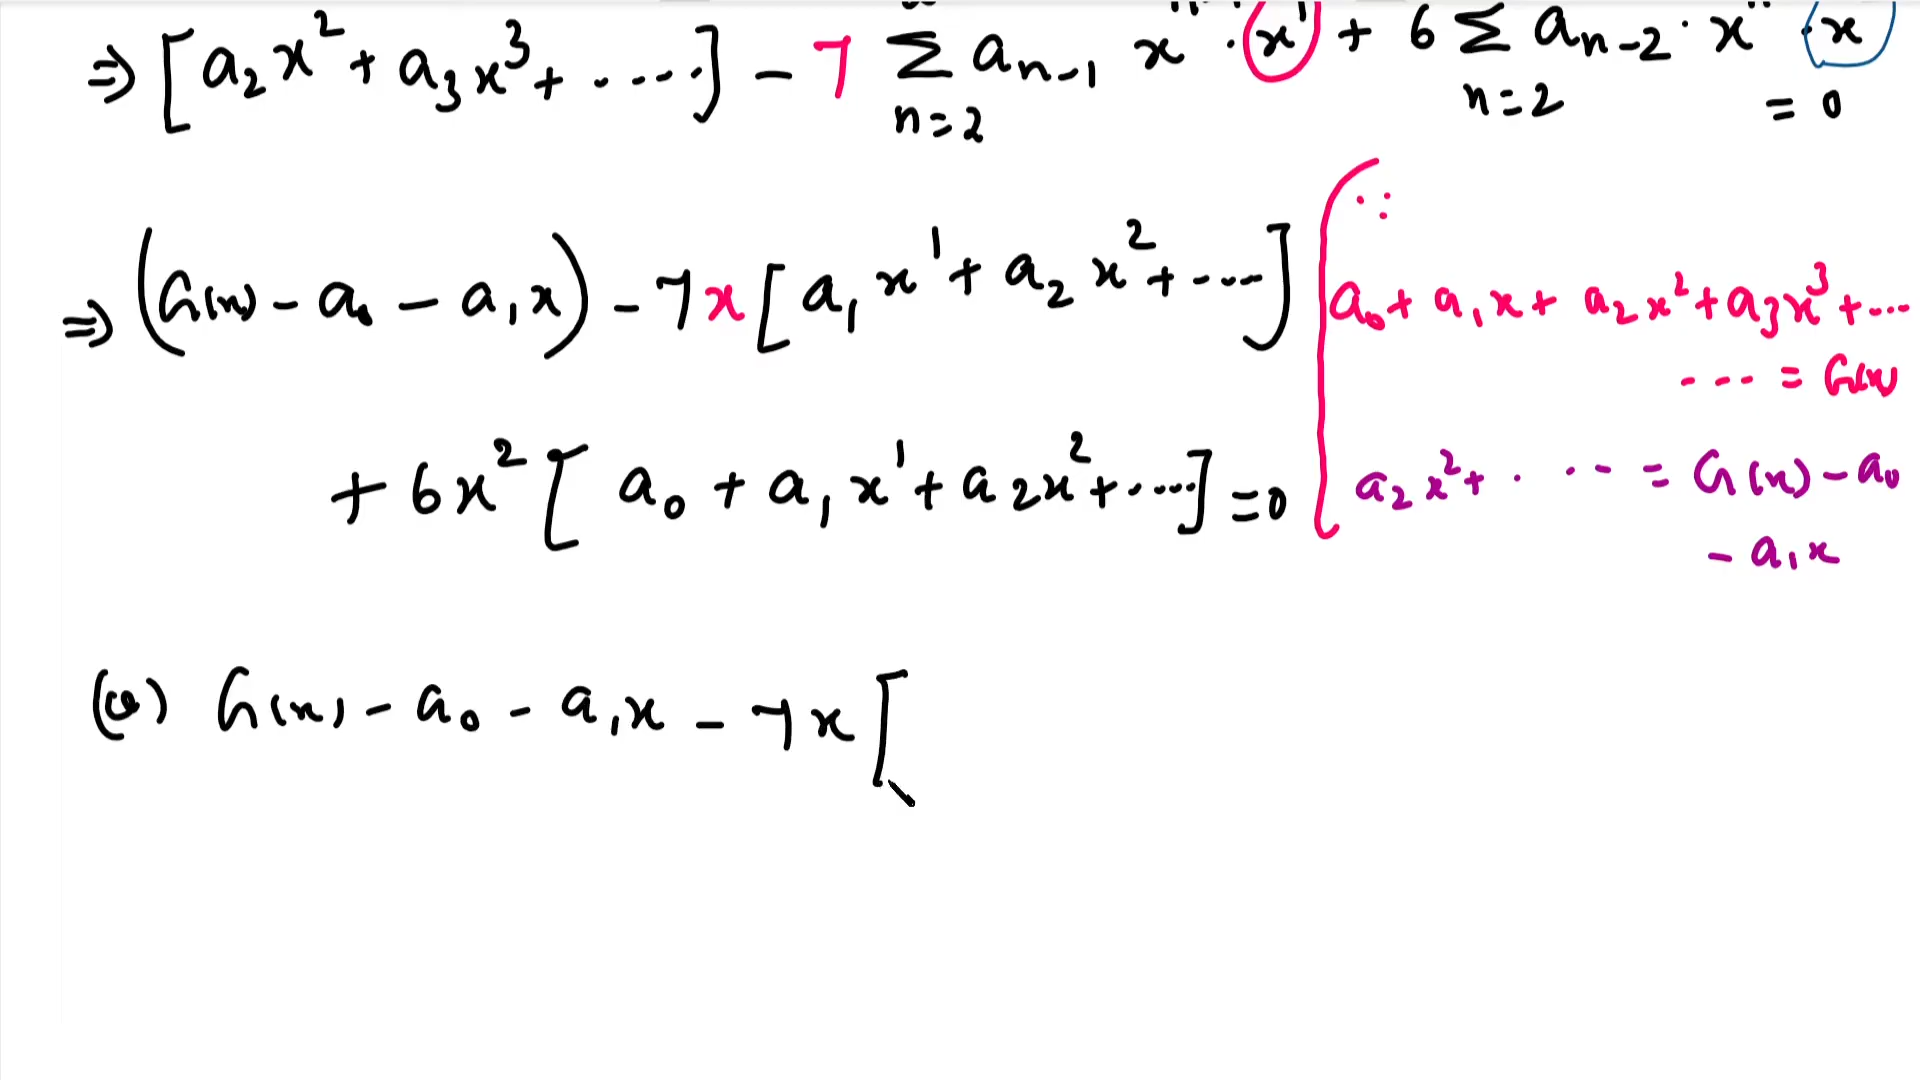 ⇒ [a₂x² + a₃x³ + .....] − 7 Σ aₙ₋₁ x · x¹ + 6 Σ aₙ₋₂ · x · x
n=2 n=2 = 0
⇒ (G(x) − a₀ − a₁x) − 7x [a₁x¹ + a₂x² + ....]
+ 6x² [a₀ + a₁x¹ + a₂x² + ....] = 0
∵
a₀ + a₁x + a₂x² + a₃x³ + ...
... = G(x)
a₂x² + . ... = G(x) − a₀
− a₁x
(or) G(x) − a₀ − a₁x − 7x [